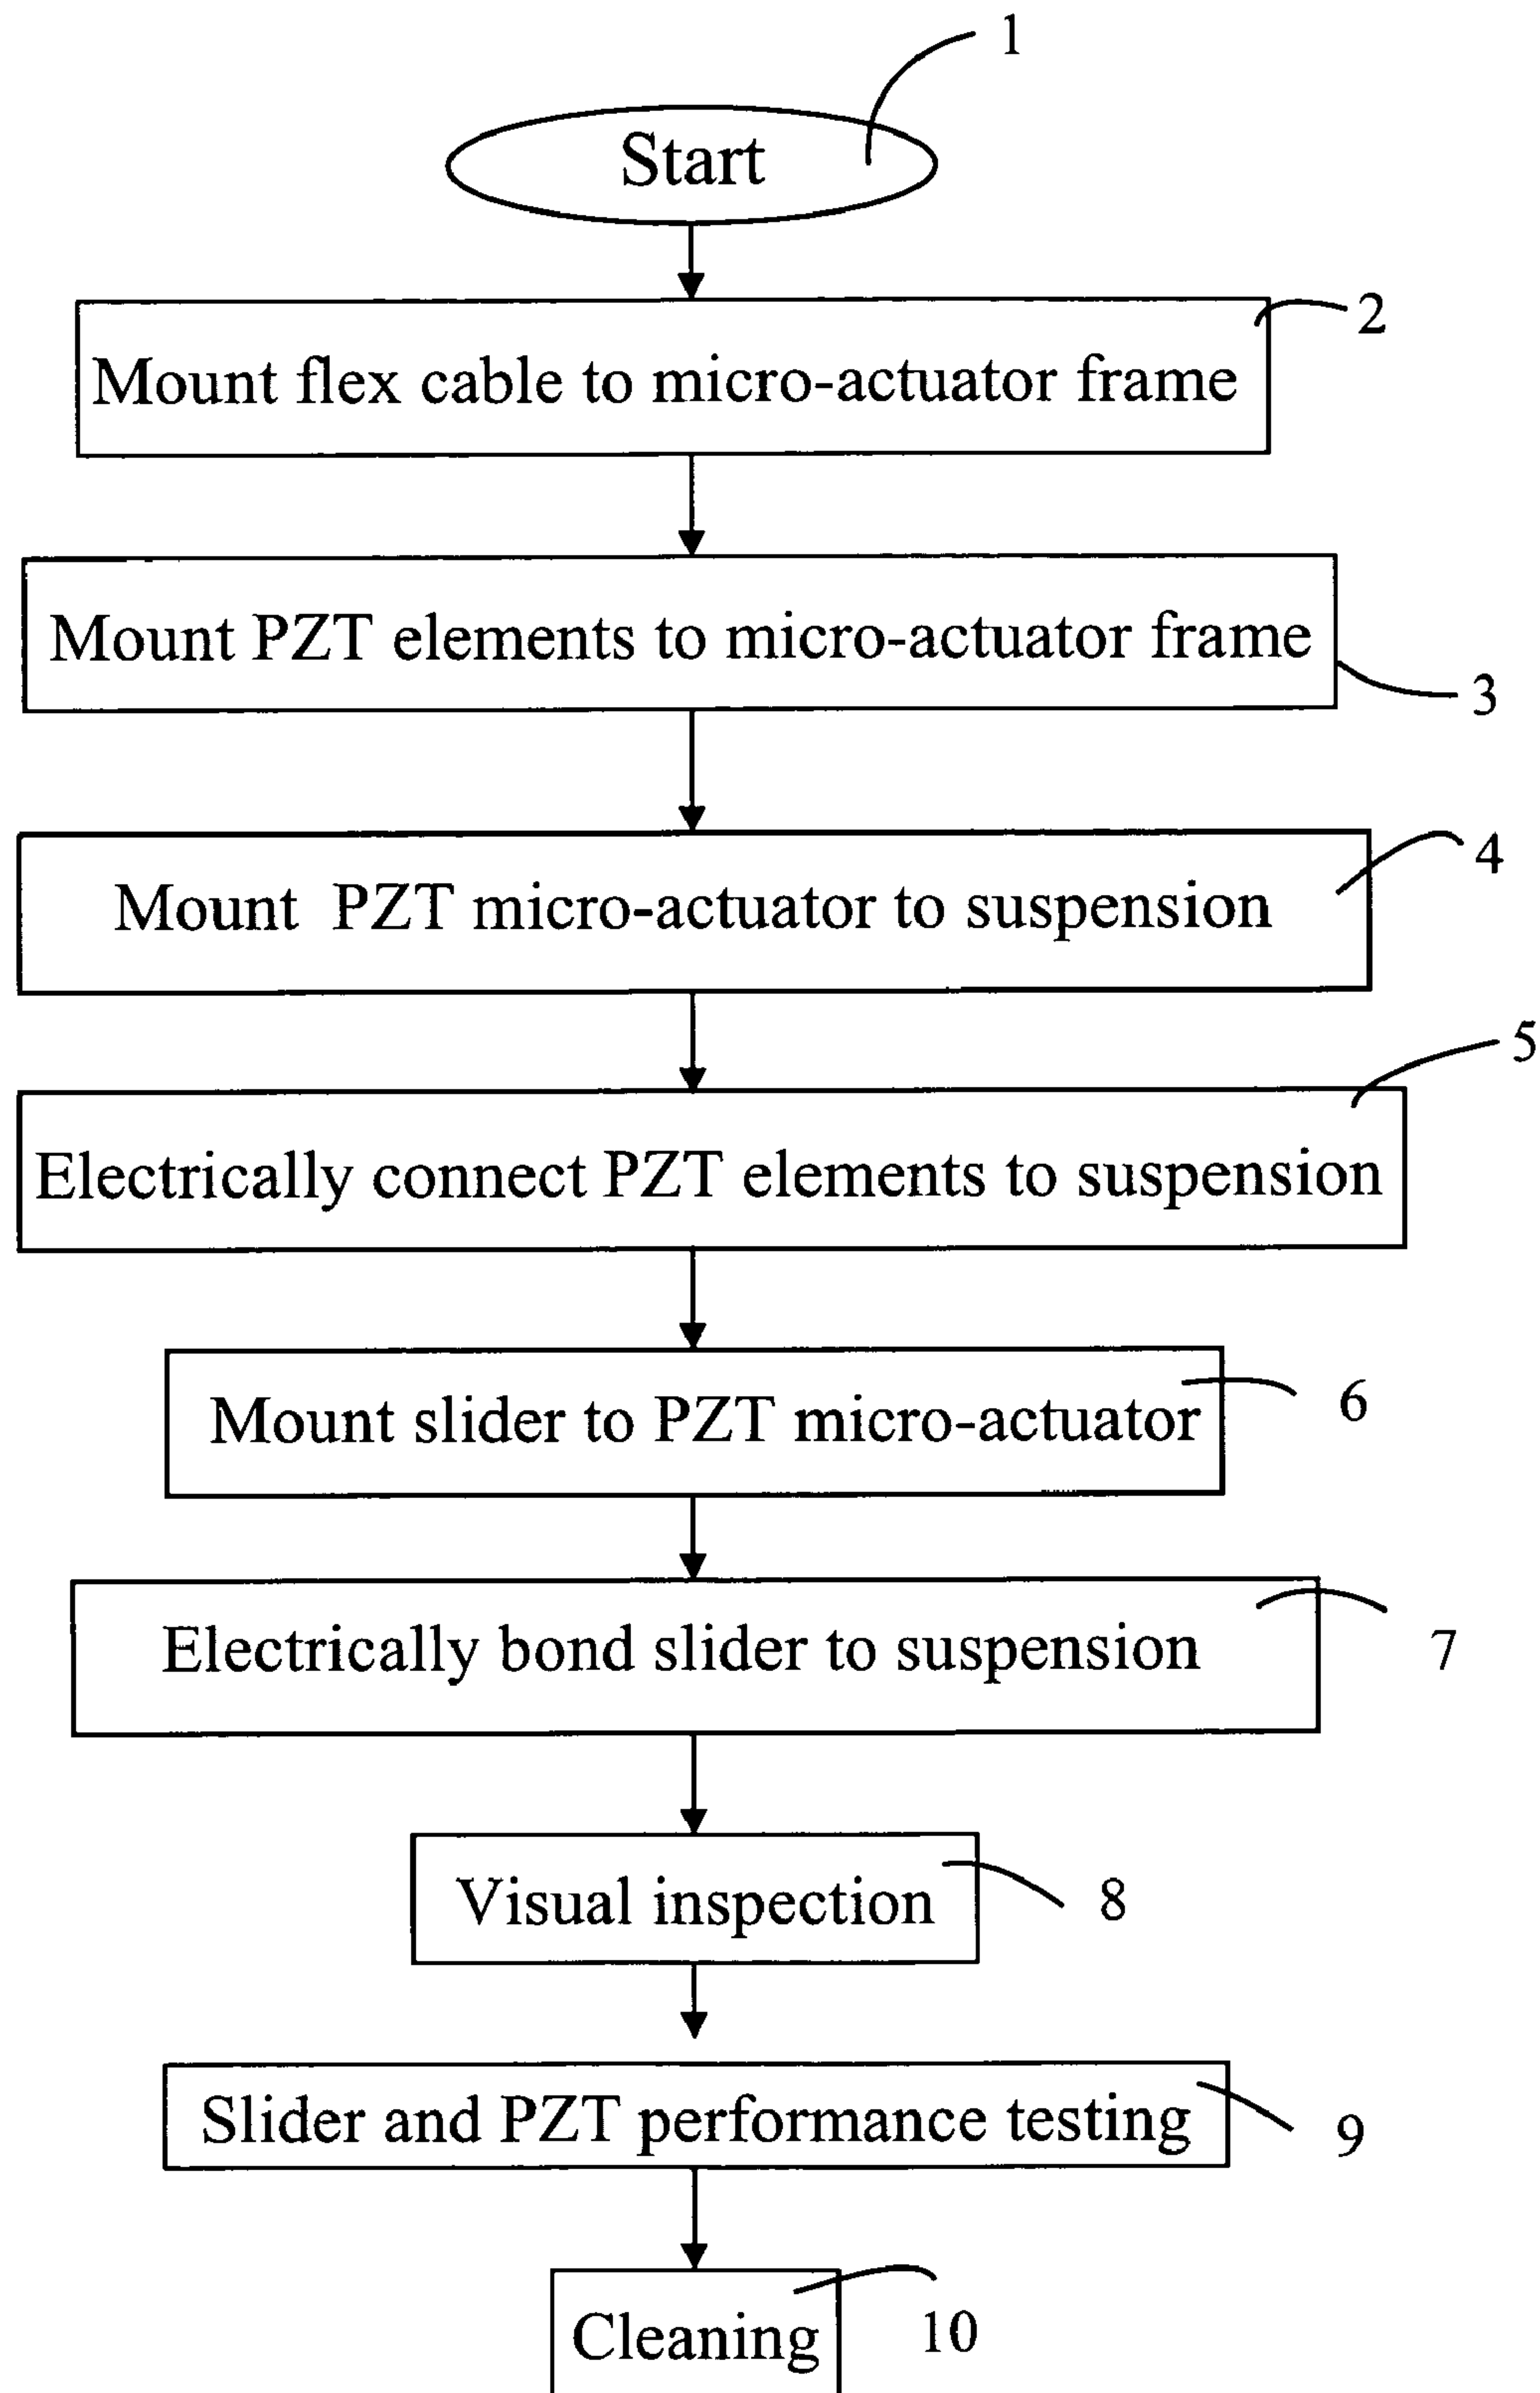 1
Start
2
Mount flex cable to micro-actuator frame
Mount PZT elements to micro-actuator frame
3
4
Mount PZT micro-actuator to suspension
5
Electrically connect PZT elements to suspension
Mount slider to PZT micro-actuator
6
Electrically bond slider to suspension
7
Visual inspection
8
Slider and PZT performance testing
9
Cleaning
10